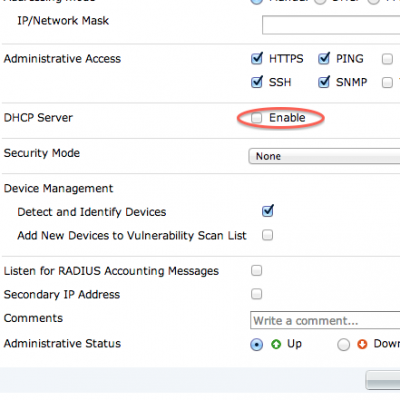 IP/Network Mask
Administrative Access HTTPS PING
SSH SNMP
DHCP Server Enable
Security Mode None
Device Management
Detect and Identify Devices
Add New Devices to Vulnerability Scan List
Listen for RADIUS Accounting Messages
Secondary IP Address
Comments Write a comment...
Administrative Status Up Down